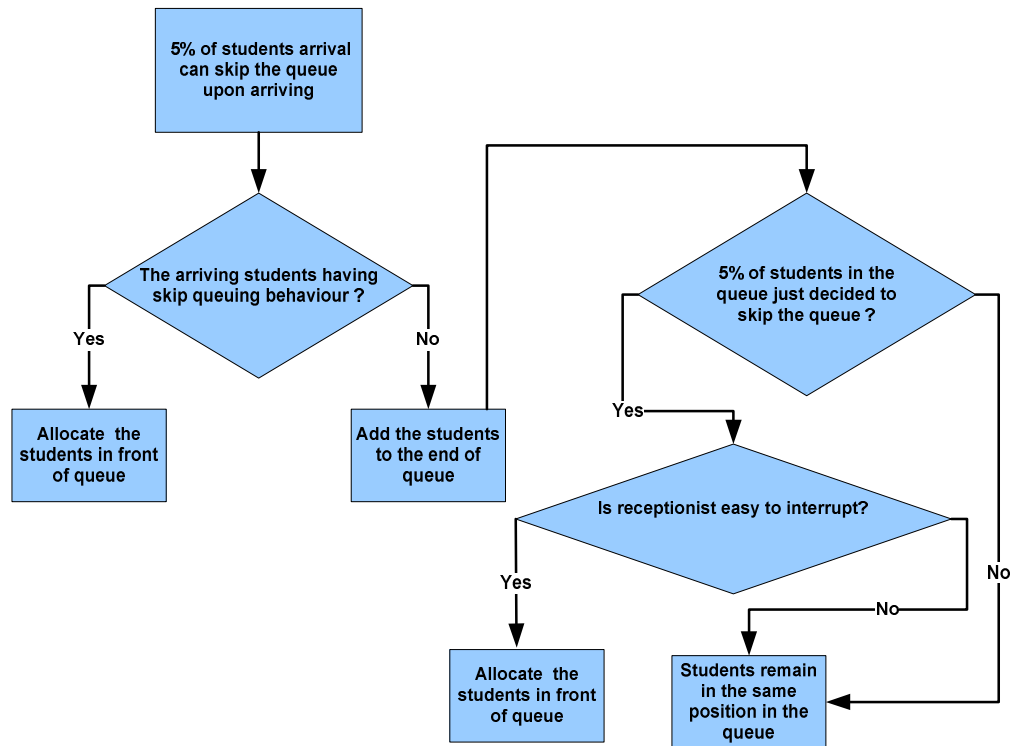 5% of students arrival
can skip the queue
upon arriving
The arriving students having
skip queuing behaviour ?
Yes
No
Allocate the
students in front
of queue
Add the students
to the end of
queue
5% of students in the
queue just decided to
skip the queue ?
Yes
No
Is receptionist easy to interrupt?
Yes
No
Allocate the
students in front
of queue
Students remain
in the same
position in the
queue